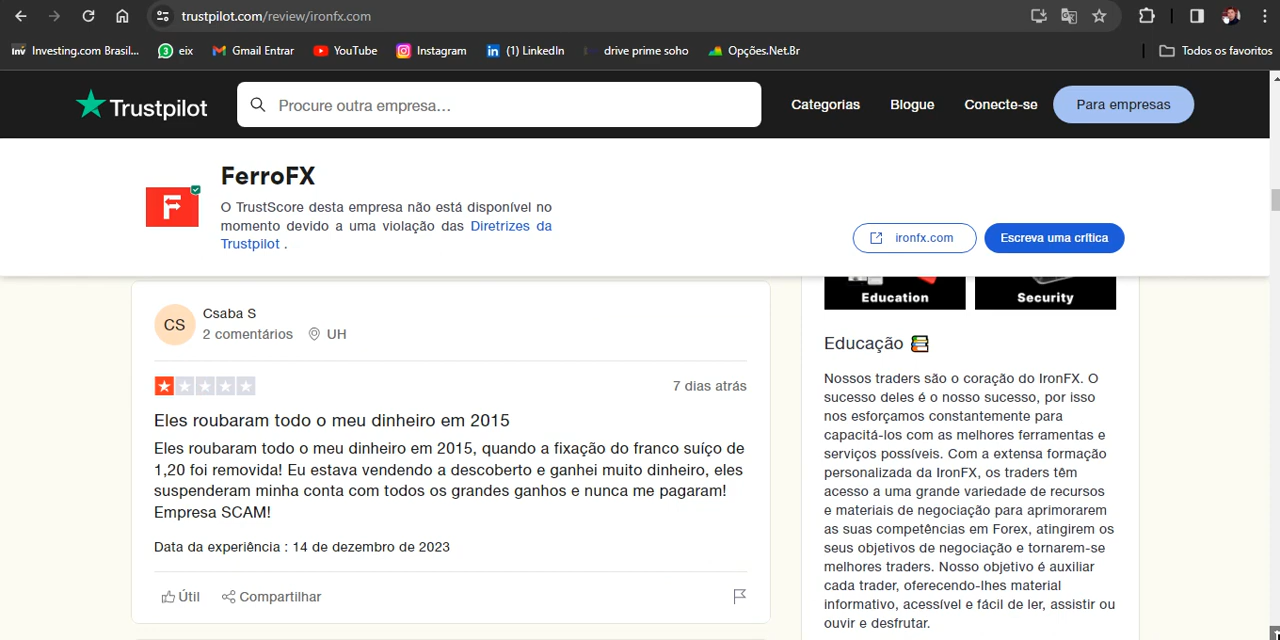 trustpilot.com/review/ironfx.com
inv Investing.com Brasil...
3 eix
Gmail Entrar
YouTube
Instagram
in (1) LinkedIn
drive prime soho
Opções.Net.Br
Todos os favoritos
Trustpilot
Procure outra empresa...
Categorias
Blogue
Conecte-se
Para empresas
FerroFX
O TrustScore desta empresa não está disponível no
momento devido a uma violação das Diretrizes da
Trustpilot .
ironfx.com
Escreva uma crítica
CS
Csaba S
2 comentários
UH
7 dias atrás
Eles roubaram todo o meu dinheiro em 2015
Eles roubaram todo o meu dinheiro em 2015, quando a fixação do franco suíço de
1,20 foi removida! Eu estava vendendo a descoberto e ganhei muito dinheiro, eles
suspenderam minha conta com todos os grandes ganhos e nunca me pagaram!
Empresa SCAM!
Data da experiência : 14 de dezembro de 2023
Útil
Compartilhar
Education
Security
Educação
Nossos traders são o coração do IronFX. O
sucesso deles é o nosso sucesso, por isso
nos esforçamos constantemente para
capacitá-los com as melhores ferramentas e
serviços possíveis. Com a extensa formação
personalizada da IronFX, os traders têm
acesso a uma grande variedade de recursos
e materiais de negociação para aprimorarem
as suas competências em Forex, atingirem os
seus objetivos de negociação e tornarem-se
melhores traders. Nosso objetivo é auxiliar
cada trader, oferecendo-lhes material
informativo, acessível e fácil de ler, assistir ou
ouvir e desfrutar.